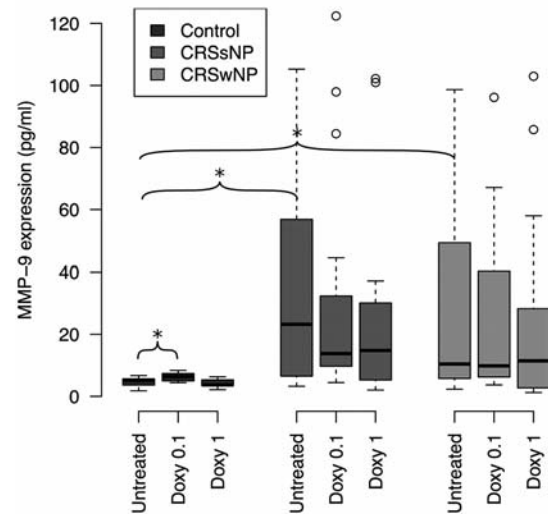 Control
CRSsNP
CRSwNP
MMP−9 expression (pg/ml)
120
100
80
60
40
20
0
*
*
*
Untreated
Doxy 0.1
Doxy 1
Untreated
Doxy 0.1
Doxy 1
Untreated
Doxy 0.1
Doxy 1